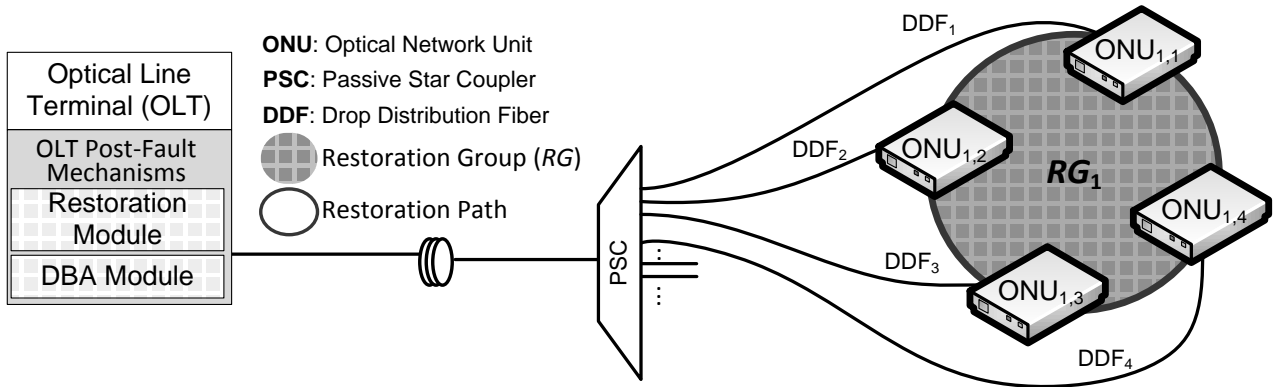 Optical Line
Terminal (OLT)
OLT Post-Fault
Mechanisms
Restoration
Module
DBA Module
ONU: Optical Network Unit
PSC: Passive Star Coupler
DDF: Drop Distribution Fiber
Restoration Group (RG)
Restoration Path
PSC
...
...
DDF1
DDF2
DDF3
DDF4
ONU1,1
ONU1,2
RG1
ONU1,4
ONU1,3